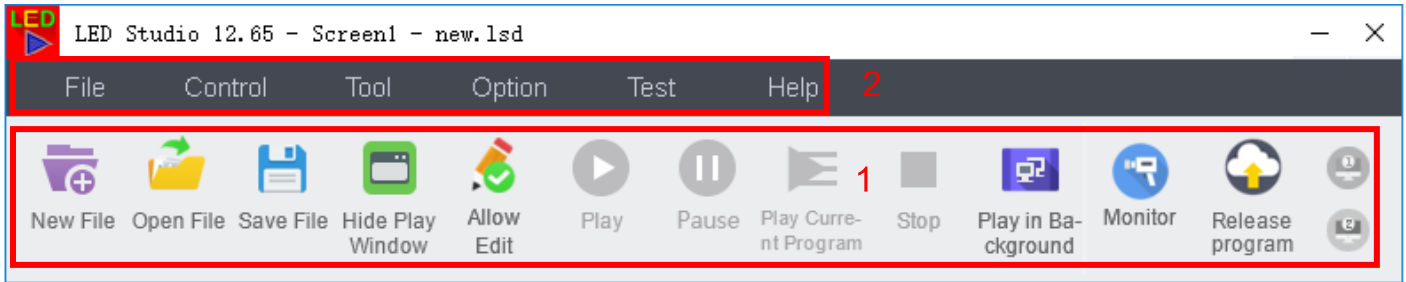 LED
LED Studio 12.65 - Screen1 - new.lsd
File Control Tool Option Test Help 2
1
New File Open File Save File Hide Play Window Allow Edit Play Pause Play Curre-nt Program Stop Play in Ba-ckground Monitor Release program
1
2